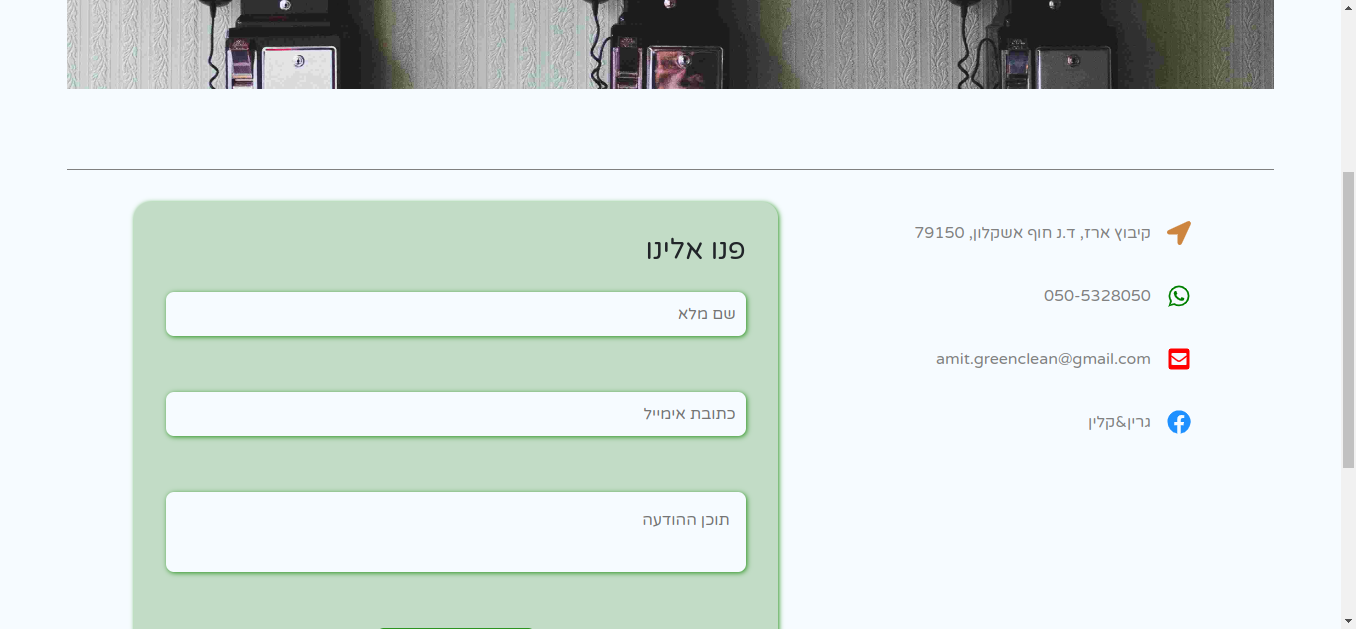 קיבוץ ארז, ד.נ חוף אשקלון, 79150
050-5328050
amit.greenclean@gmail.com
גרין&קלין
פנו אלינו
שם מלא
כתובת אימייל
תוכן ההודעה